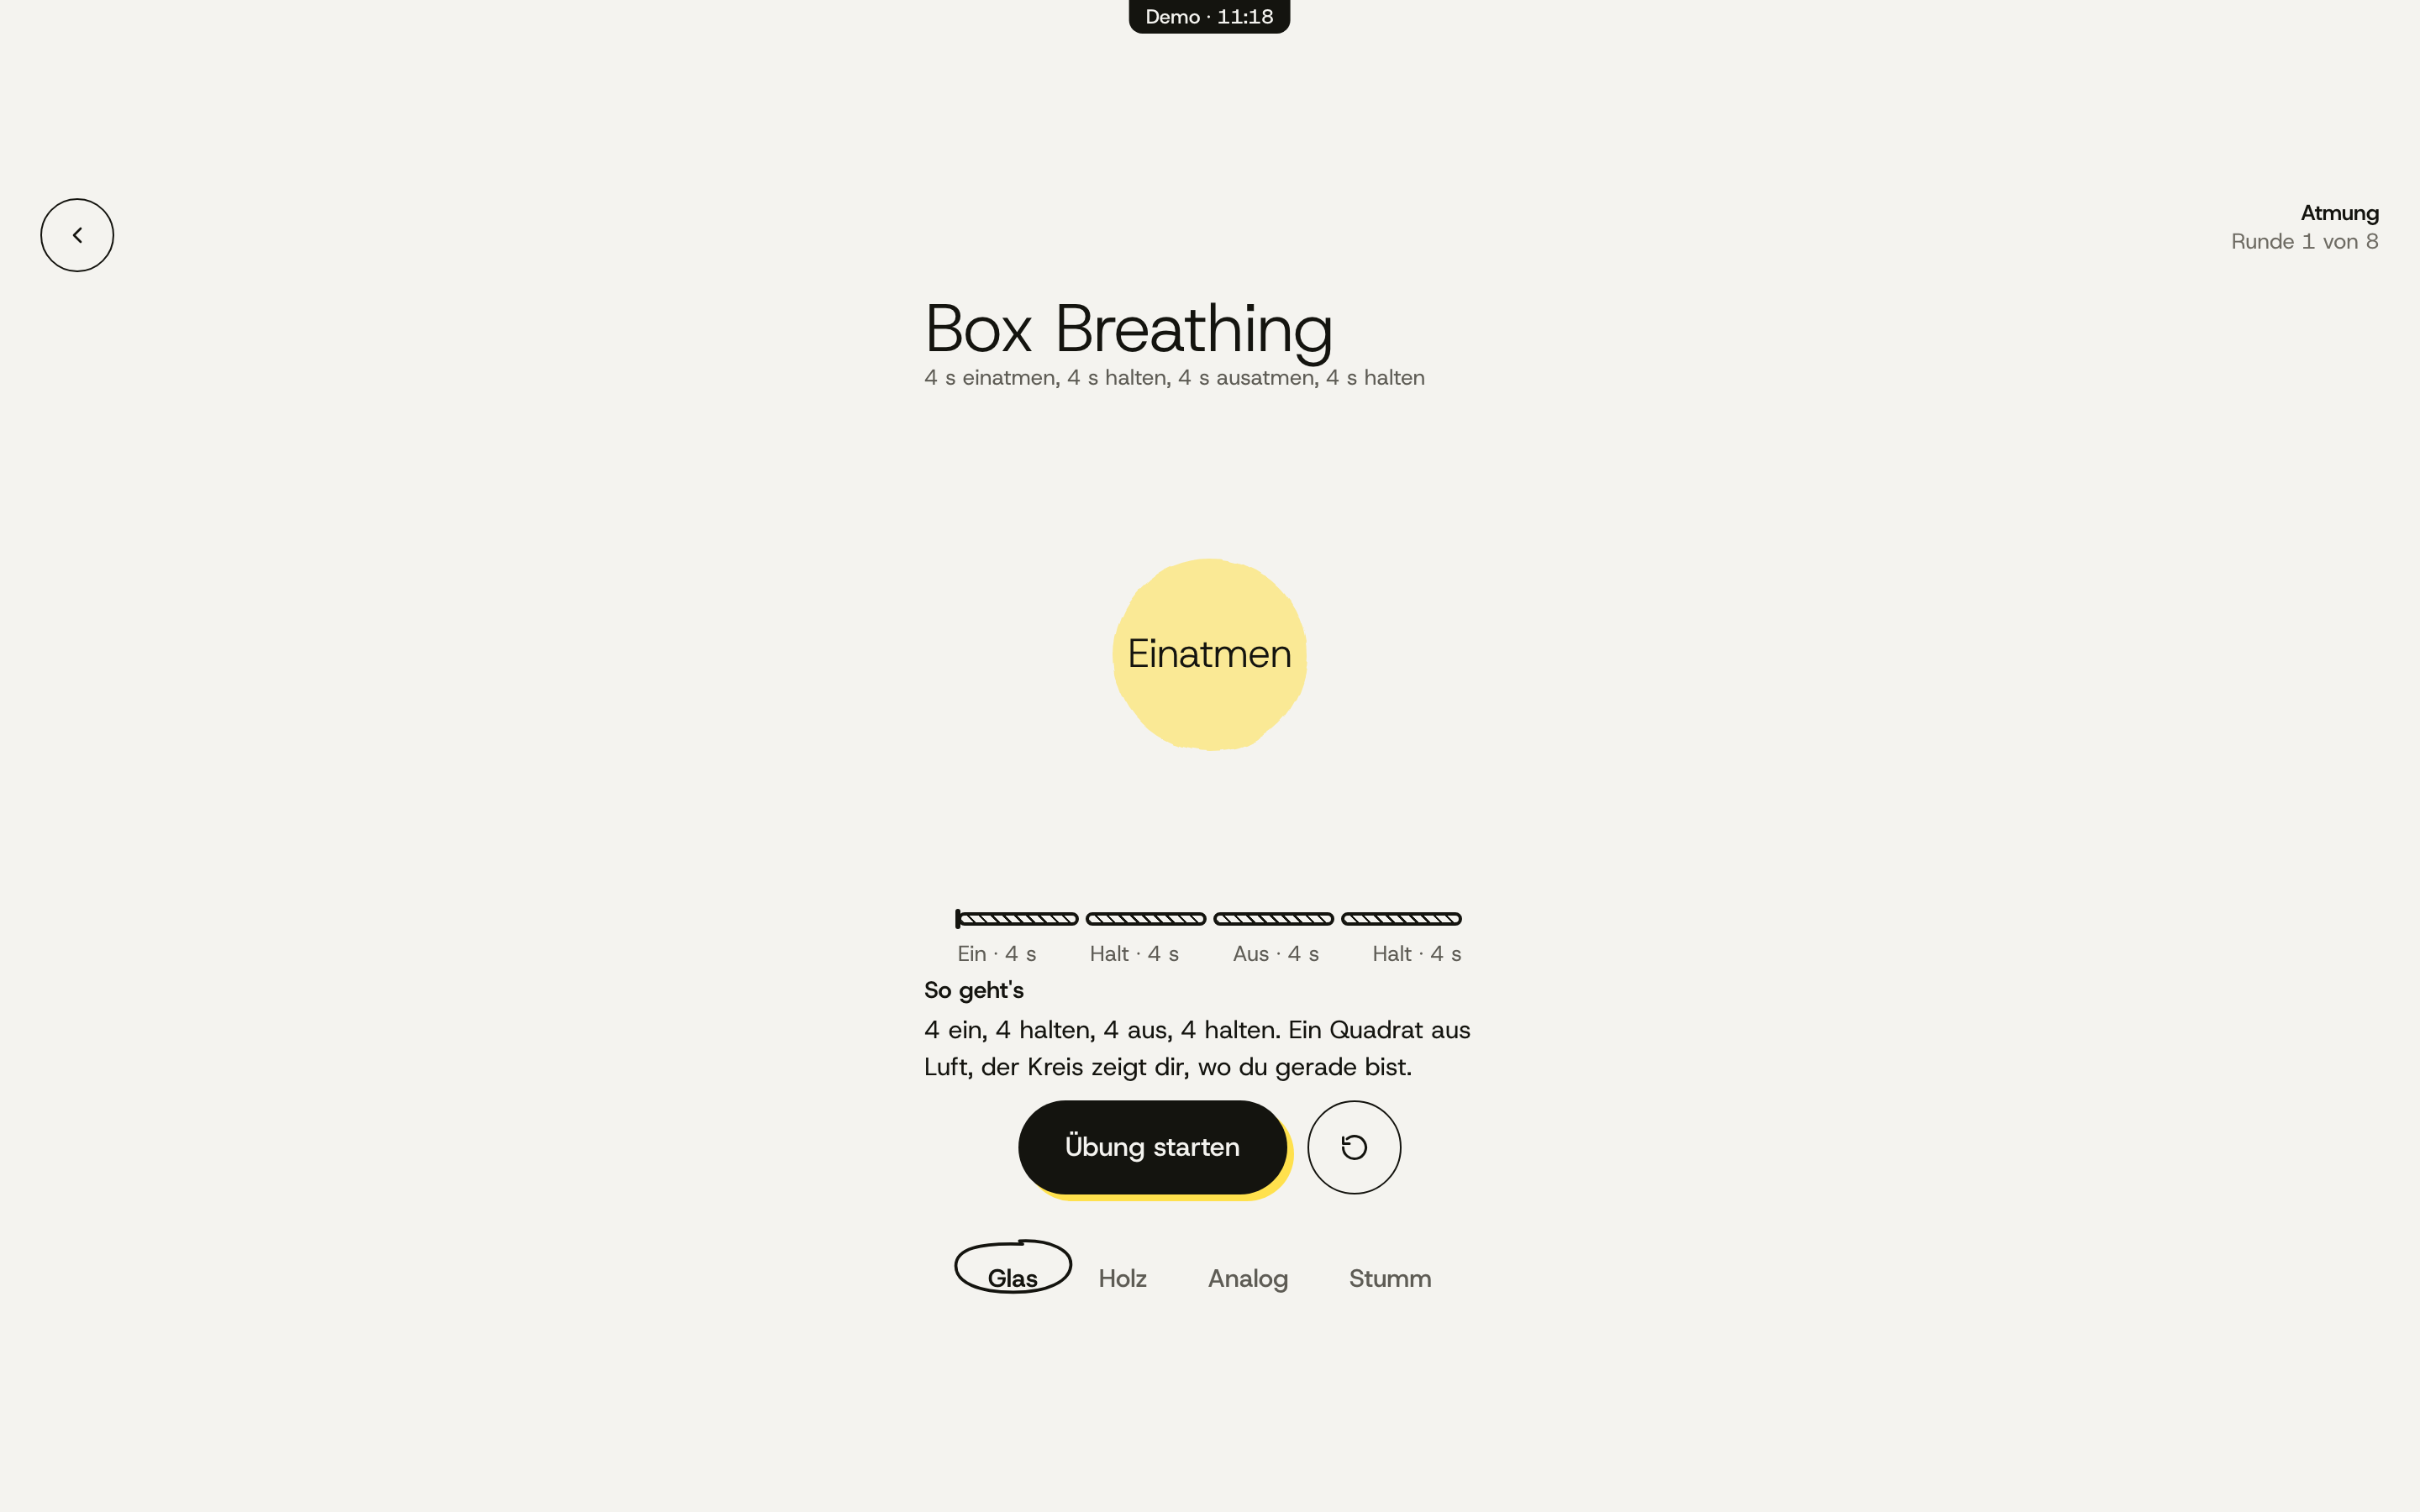 Demo · 11:18
Atmung
Runde 1 von 8
Box Breathing
4 s einatmen, 4 s halten, 4 s ausatmen, 4 s halten
Einatmen
Ein · 4 s Halt · 4 s Aus · 4 s Halt · 4 s
So geht's
4 ein, 4 halten, 4 aus, 4 halten. Ein Quadrat aus
Luft, der Kreis zeigt dir, wo du gerade bist.
Übung starten
Glas Holz Analog Stumm